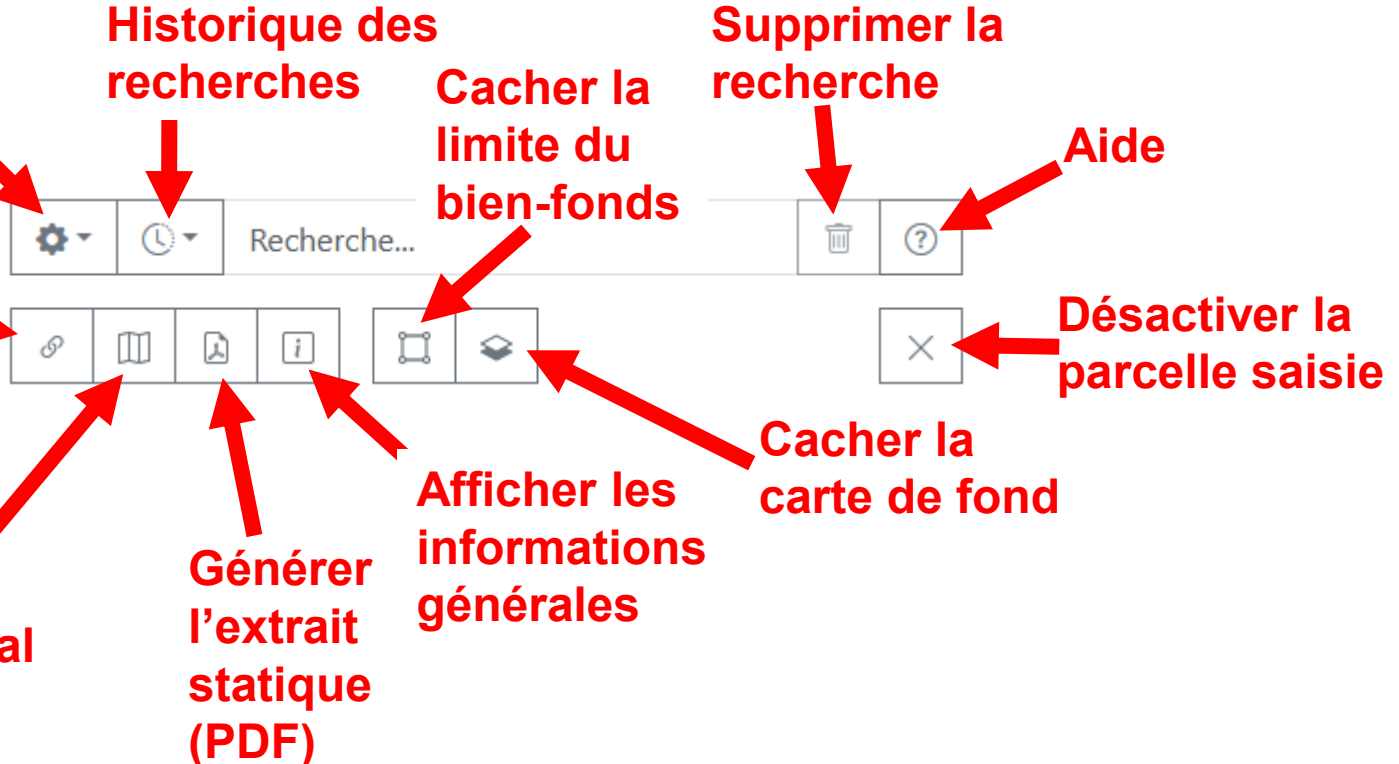 Historique des
recherches
Supprimer la
recherche
Cacher la
limite du
bien-fonds
Aide
Recherche...
Désactiver la
parcelle saisie
Cacher la
carte de fond
Afficher les
informations
générales
Générer
l’extrait
statique
(PDF)
al